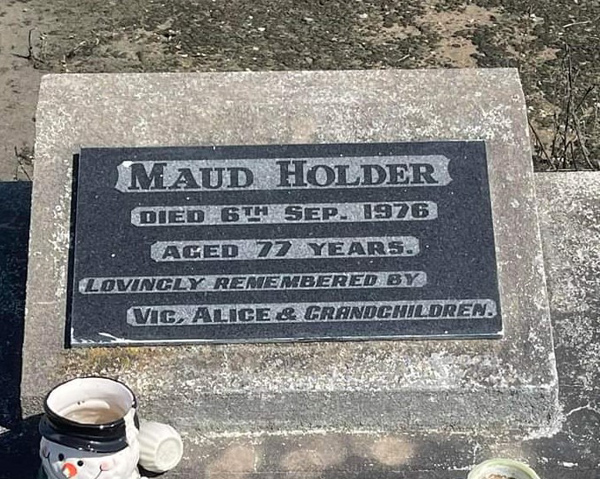 MAUD HOLDER
DIED 6TH SEP. 1976
AGED 77 YEARS.
LOVINGLY REMEMBERED BY
VIC, ALICE & GRANDCHILDREN.